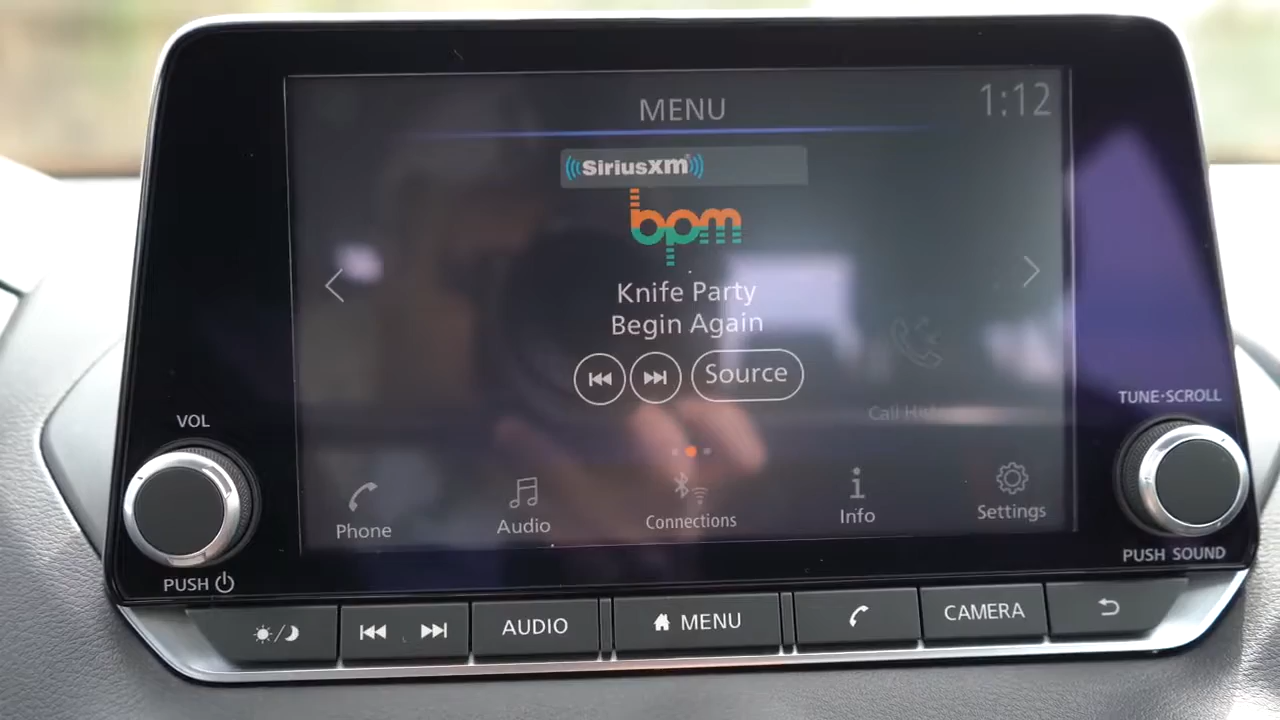 MENU
1:12
SiriusXM
bpm
Knife Party
Begin Again
Source
Call
Phone
Audio
Connections
Info
Settings
VOL
PUSH
TUNE·SCROLL
PUSH SOUND
AUDIO
MENU
CAMERA